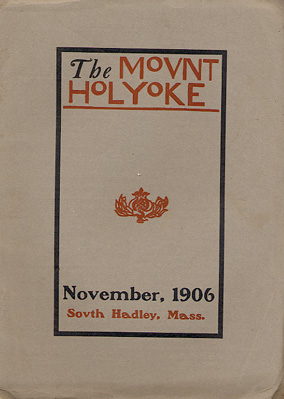 The MOVNT
HOLYOKE
November, 1906
Sovth Hadley, Mass.